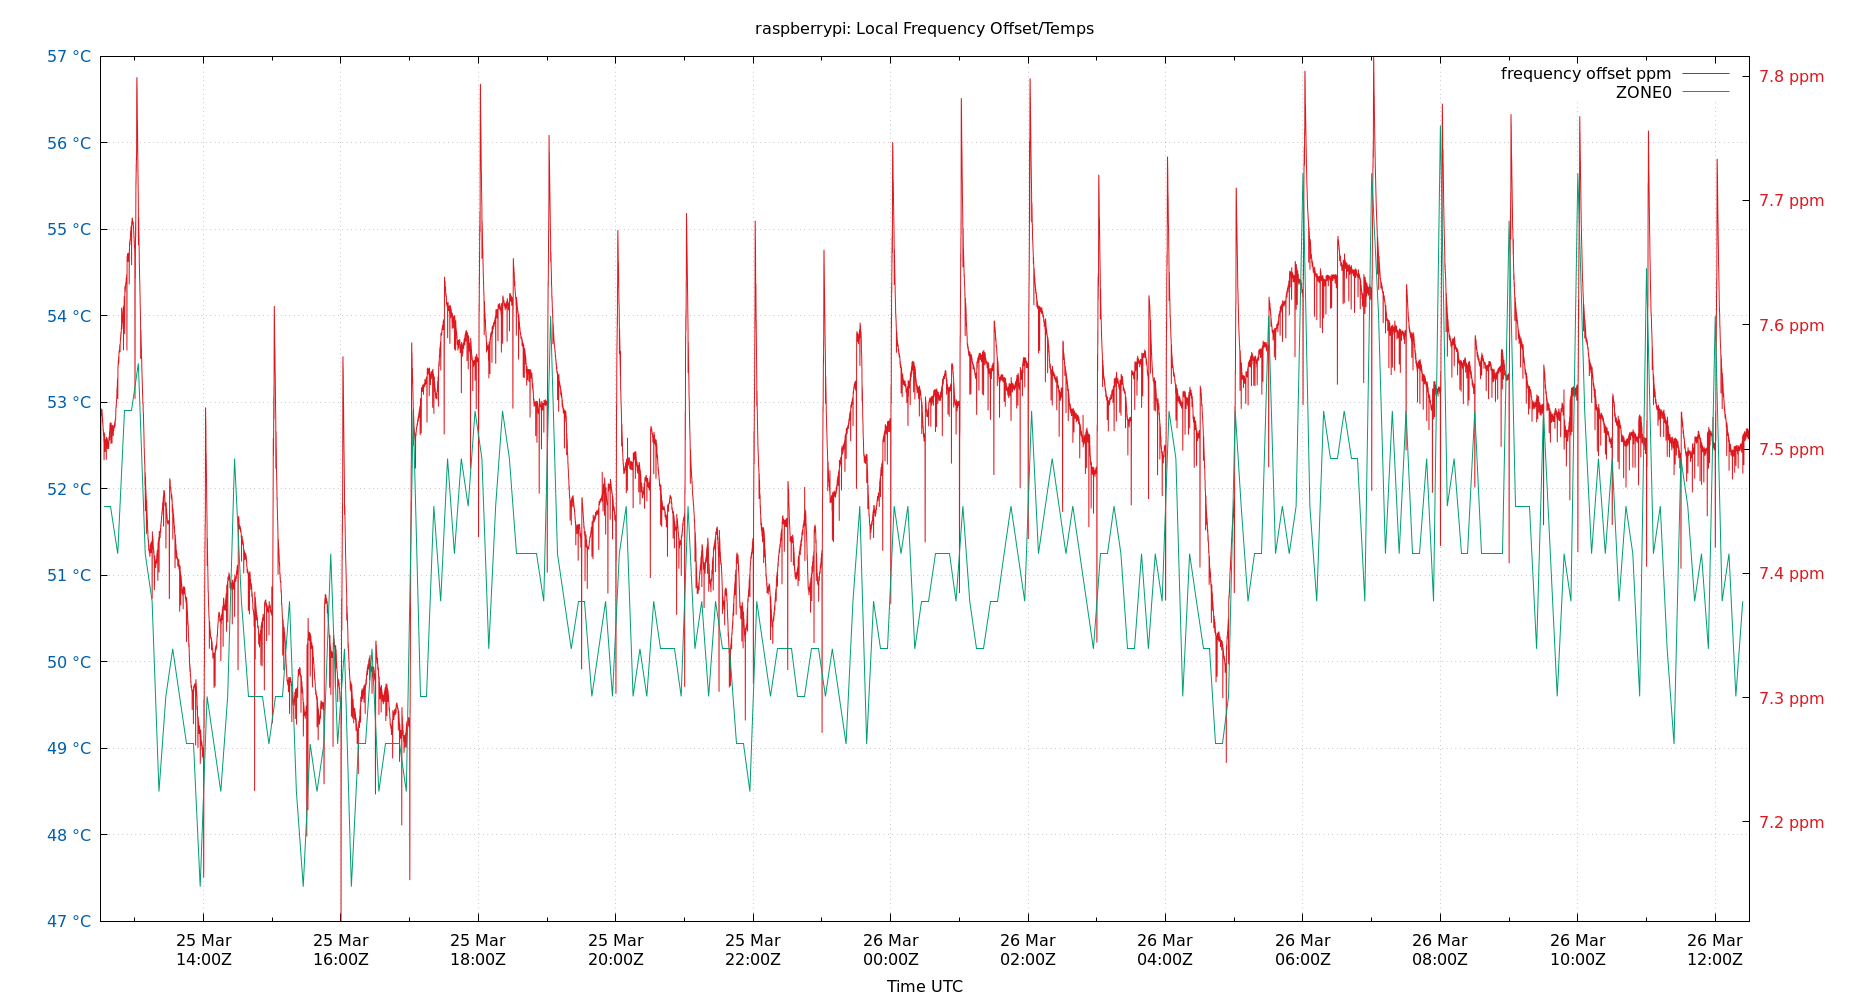 raspberrypi: Local Frequency Offset/Temps
frequency offset ppm
ZONE0
57 °C
56 °C
55 °C
54 °C
53 °C
52 °C
51 °C
50 °C
49 °C
48 °C
47 °C
7.8 ppm
7.7 ppm
7.6 ppm
7.5 ppm
7.4 ppm
7.3 ppm
7.2 ppm
25 Mar
14:00Z
25 Mar
16:00Z
25 Mar
18:00Z
25 Mar
20:00Z
25 Mar
22:00Z
26 Mar
00:00Z
26 Mar
02:00Z
26 Mar
04:00Z
26 Mar
06:00Z
26 Mar
08:00Z
26 Mar
10:00Z
26 Mar
12:00Z
Time UTC